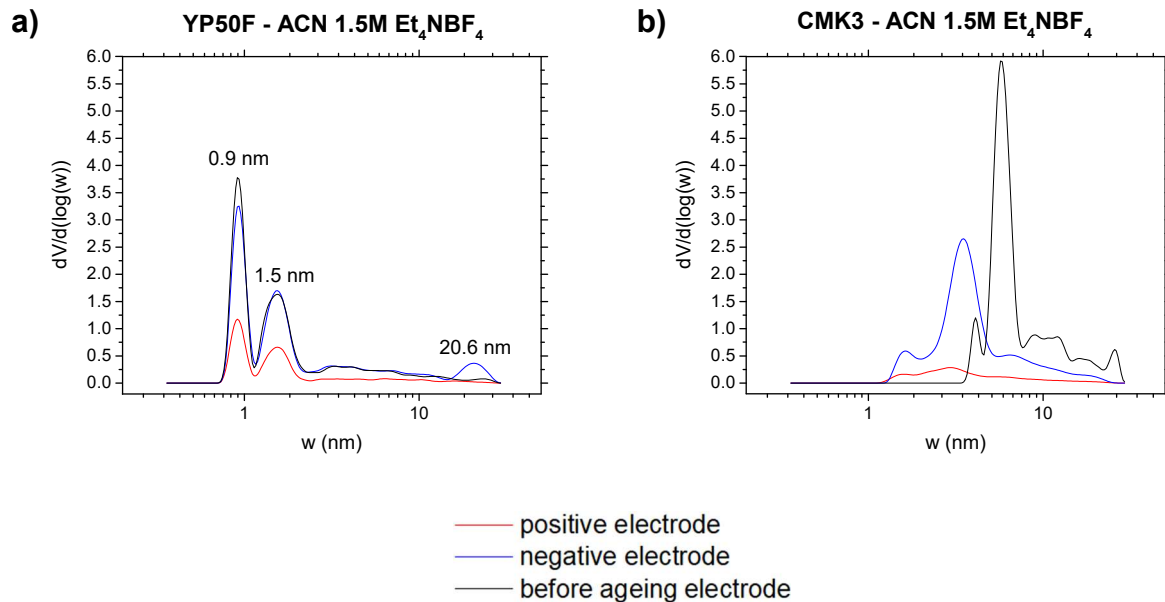 a)
YP50F - ACN 1.5M Et₄NBF₄
6.0
5.5
5.0
4.5
4.0
3.5
3.0
2.5
2.0
1.5
1.0
0.5
0.0
dV/d(log(w))
0.9 nm
1.5 nm
20.6 nm
1
10
w (nm)
b)
CMK3 - ACN 1.5M Et₄NBF₄
6.0
5.5
5.0
4.5
4.0
3.5
3.0
2.5
2.0
1.5
1.0
0.5
0.0
dV/d(log(w))
1
10
w (nm)
positive electrode
negative electrode
before ageing electrode